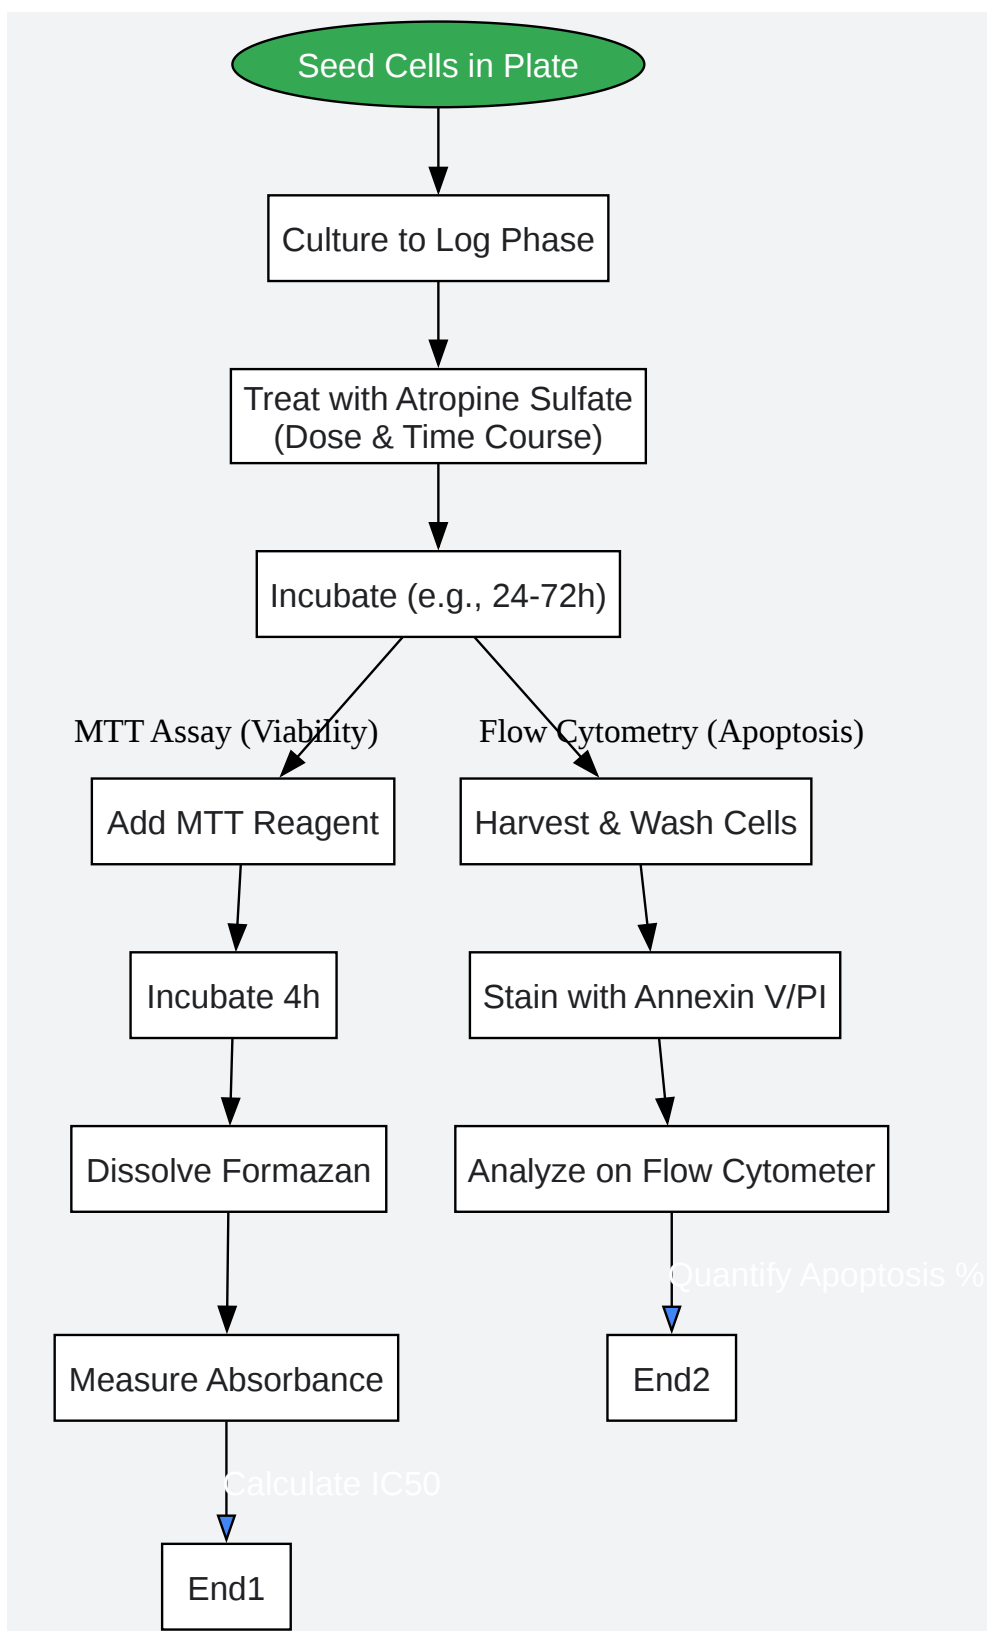 Seed Cells in Plate
Culture to Log Phase
Treat with Atropine Sulfate
(Dose & Time Course)
Incubate (e.g., 24-72h)
MTT Assay (Viability)
Flow Cytometry (Apoptosis)
Add MTT Reagent
Harvest & Wash Cells
Incubate 4h
Stain with Annexin V/PI
Dissolve Formazan
Analyze on Flow Cytometer
Quantify Apoptosis %
Measure Absorbance
End2
Calculate IC50
End1